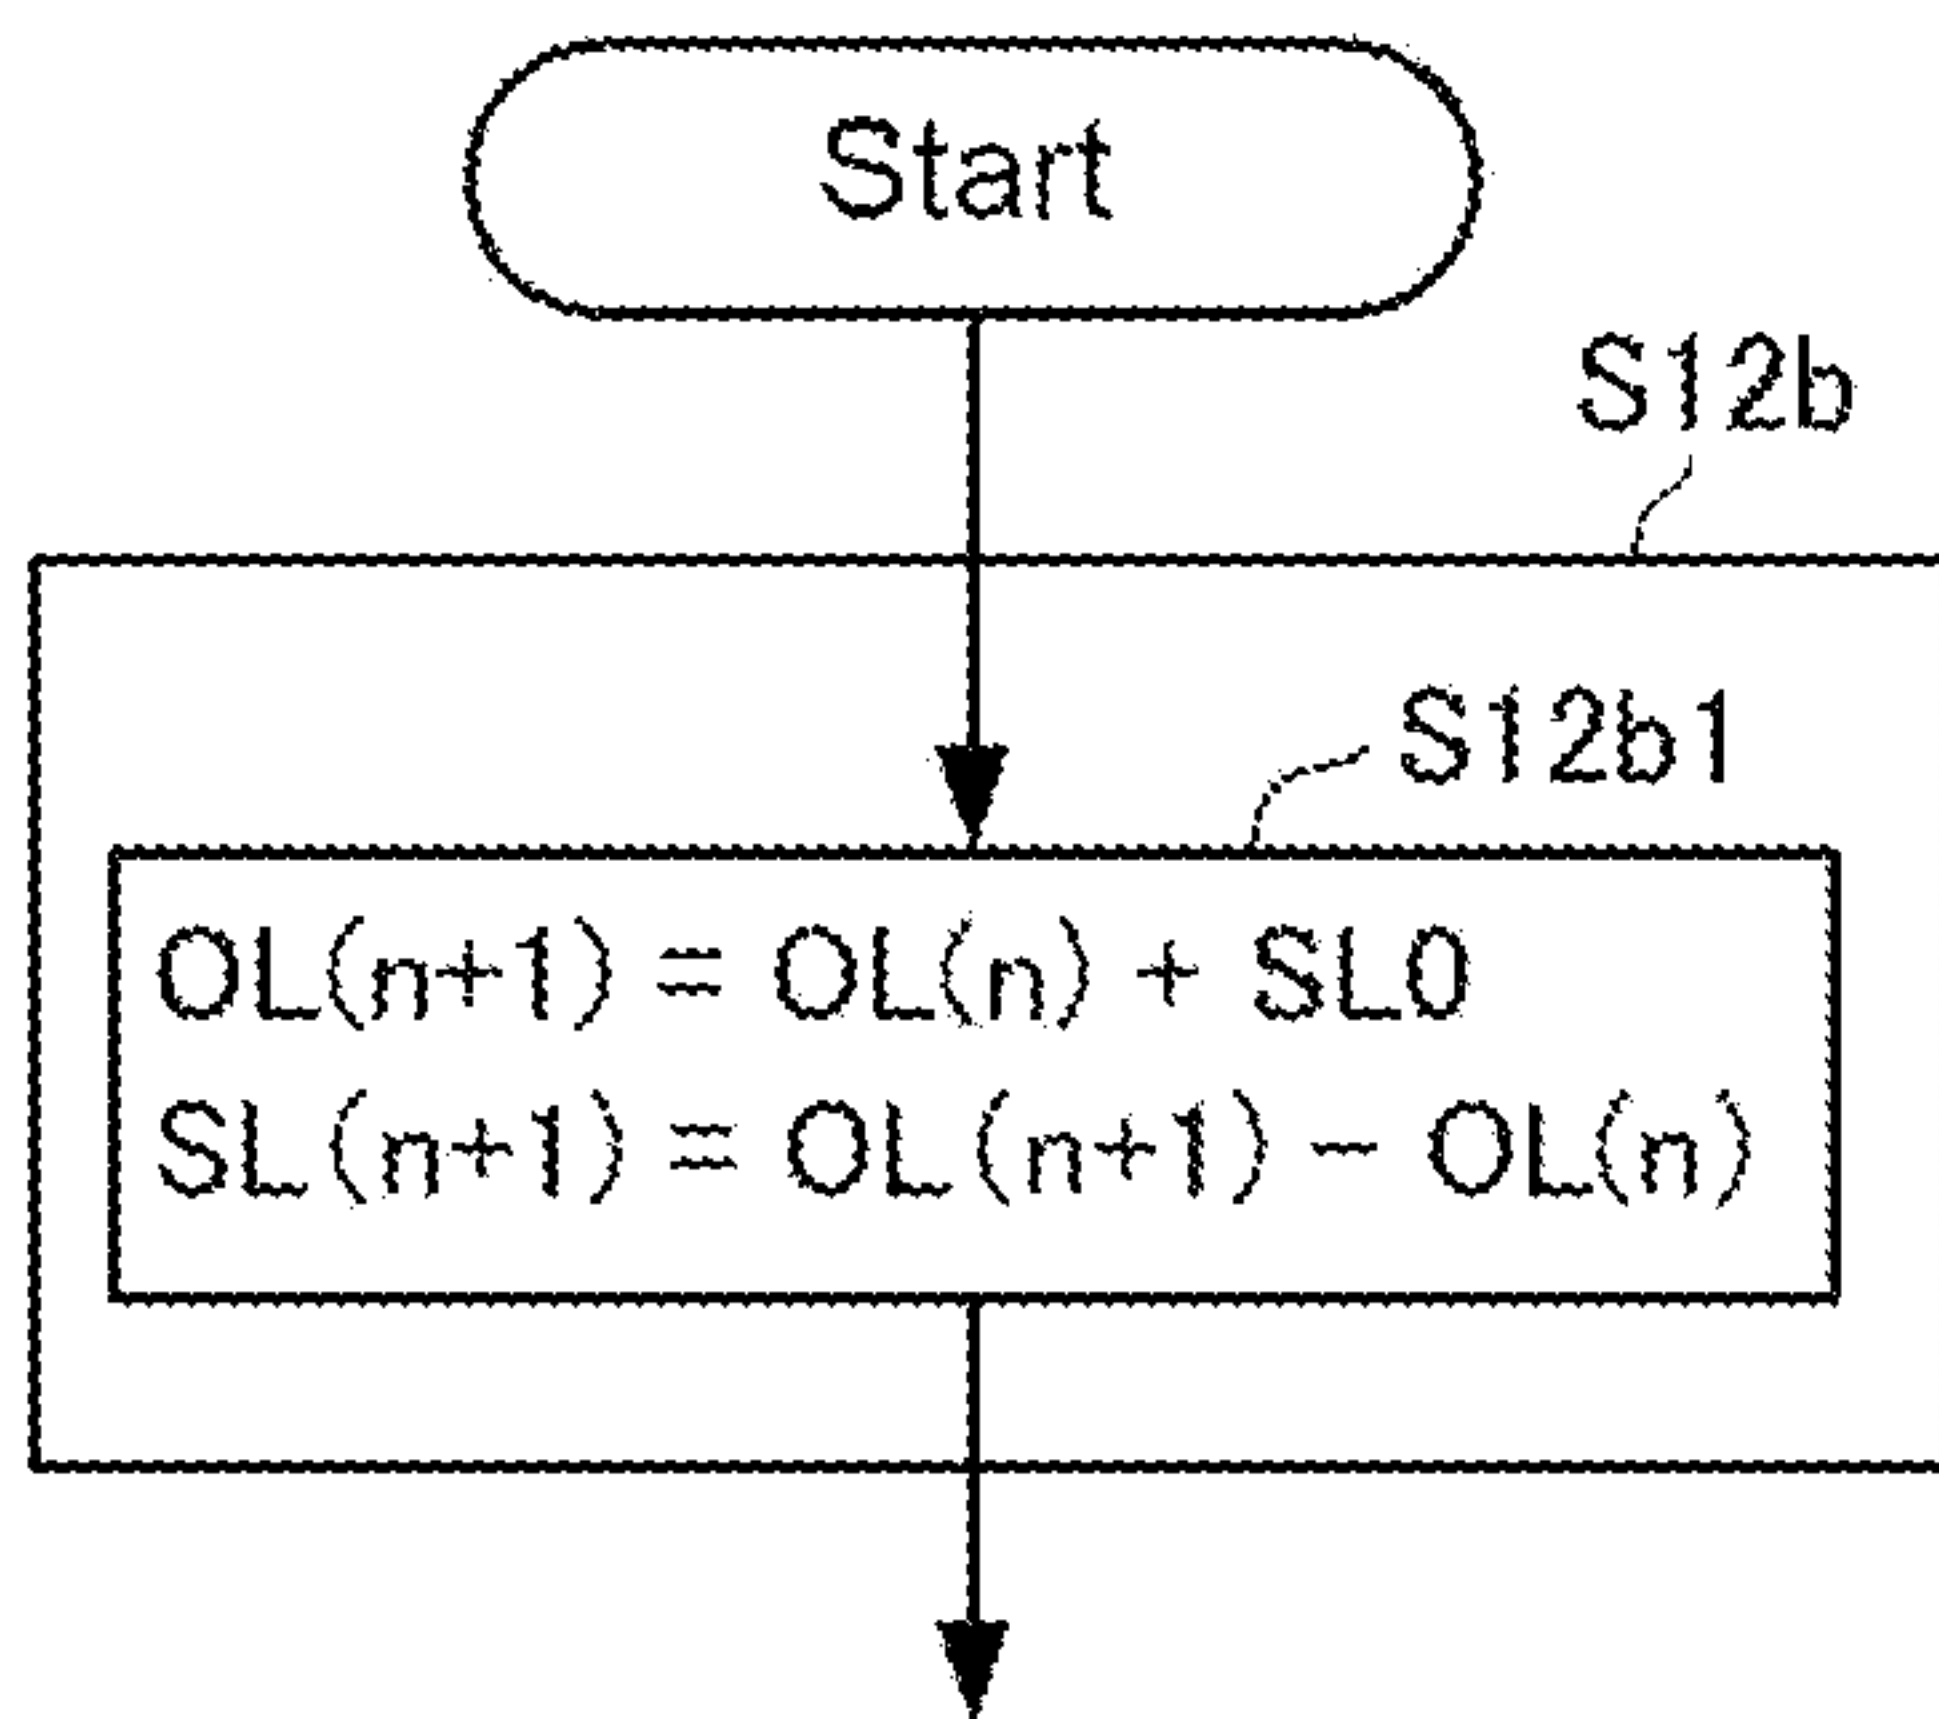 Start
S12b
S12b1
OL(n+1) = OL(n) + SL0
SL(n+1) = OL(n+1) - OL(n)